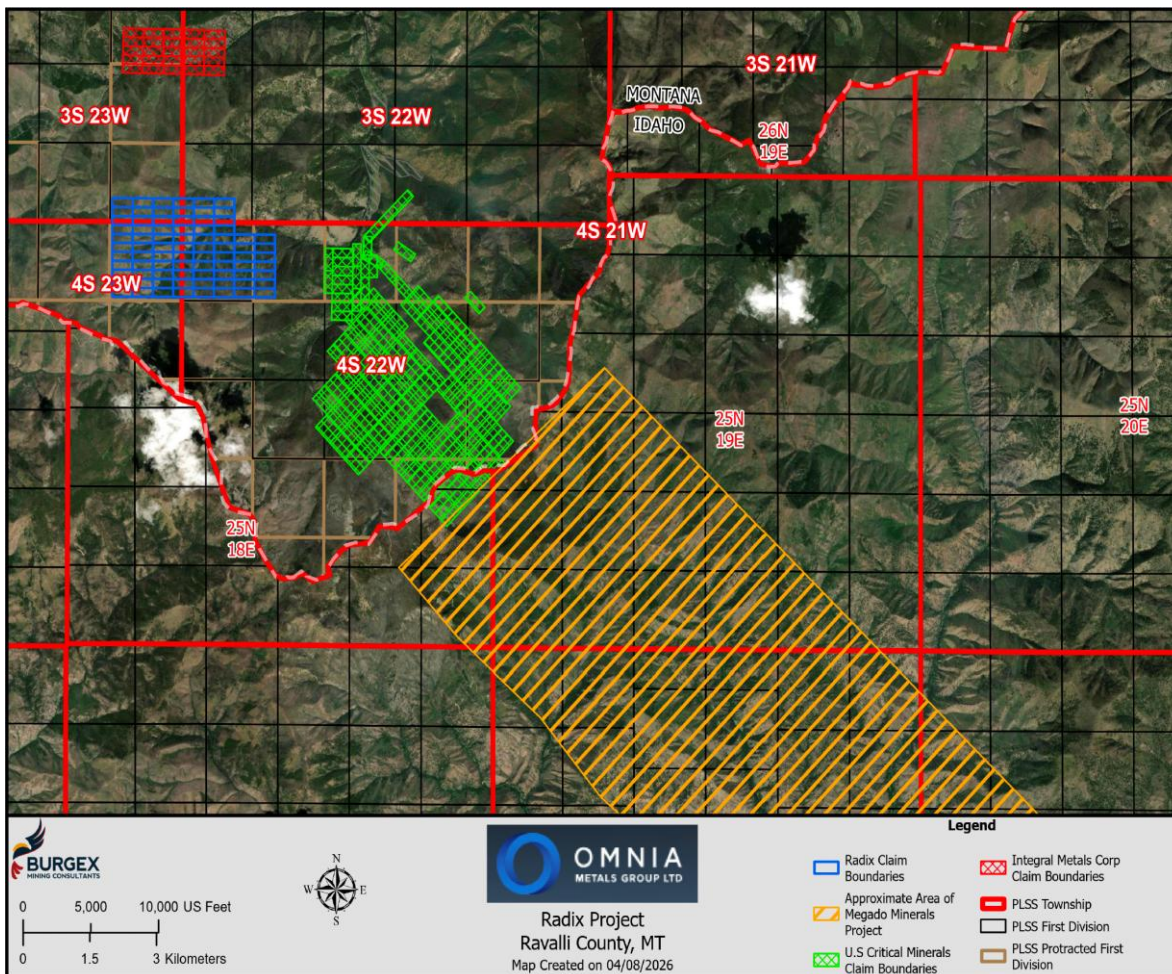 3S 21W
3S 23W
3S 22W
MONTANA
IDAHO
26N
19E
4S 21W
4S 23W
4S 22W
25N
19E
25N
20E
25N
18E
BURGEX
MINING CONSULTANTS
0 5,000 10,000 US Feet
0 1.5 3 Kilometers
N
W E
S
OMNIA
METALS GROUP LTD
Radix Project
Ravalli County, MT
Map Created on 04/08/2026
Legend
Radix Claim
Boundaries
Approximate Area of
Megado Minerals
Project
U.S Critical Minerals
Claim Boundaries
Integral Metals Corp
Claim Boundaries
PLSS Township
PLSS First Division
PLSS Protracted First
Division